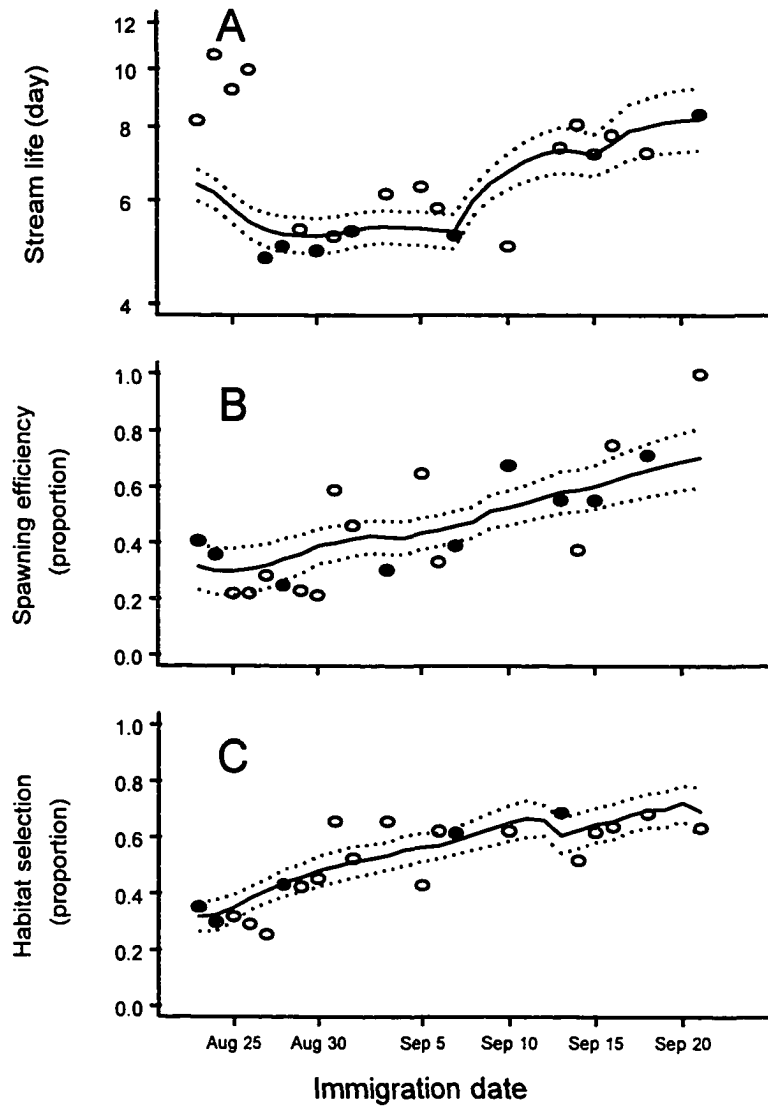 A
Stream life (day)
12
10
8
6
4
B
Spawning efficiency
(proportion)
1.0
0.8
0.6
0.4
0.2
0.0
C
Habitat selection
(proportion)
1.0
0.8
0.6
0.4
0.2
0.0
Aug 25 Aug 30 Sep 5 Sep 10 Sep 15 Sep 20
Immigration date